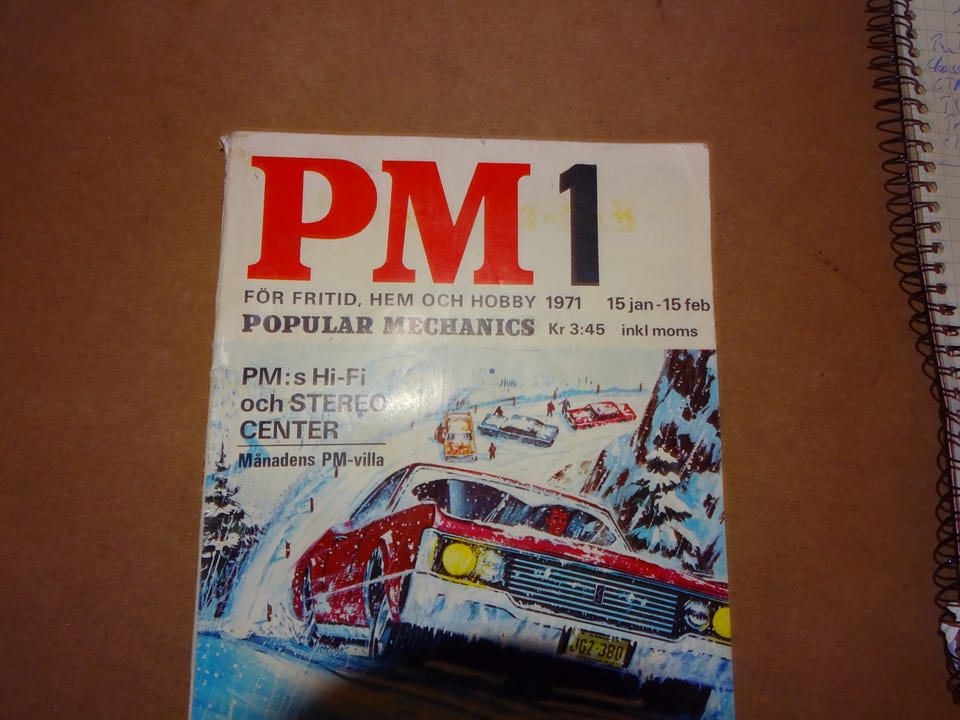 PM 1
FÖR FRITID, HEM OCH HOBBY 1971 15 jan-15 feb
POPULAR MECHANICS Kr 3:45 inkl moms
PM:s Hi-Fi
och STEREO
CENTER
Månadens PM-villa
JGZ-380